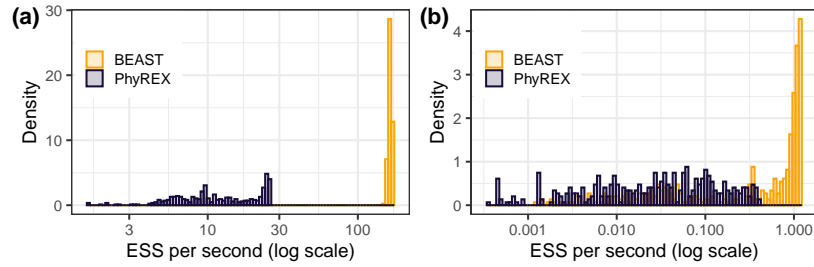 (a)
30
20
10
0
Density
BEAST
PhyREX
3
10
30
100
ESS per second (log scale)
(b)
4
3
2
1
0
Density
BEAST
PhyREX
0.001
0.010
0.100
1.000
ESS per second (log scale)